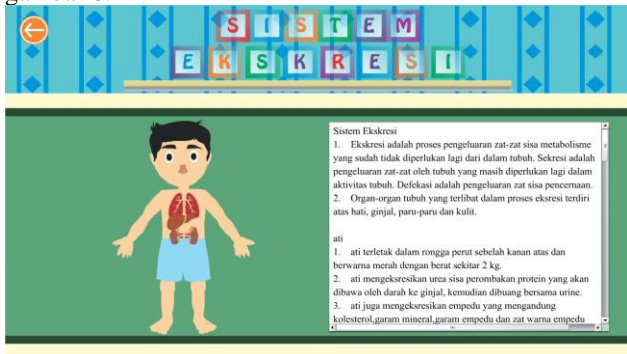 SISTEM
EKSKRESI
Sistem Ekskresi
1. Ekskresi adalah proses pengeluaran zat-zat sisa metabolisme
yang sudah tidak diperlukan lagi dari dalam tubuh. Sekresi adalah
pengeluaran zat-zat oleh tubuh yang masih diperlukan lagi dalam
aktivitas tubuh. Defekasi adalah pengeluaran zat sisa pencernaan.
2. Organ-organ tubuh yang terlibat dalam proses eksresi terdiri
atas hati, ginjal, paru-paru dan kulit.
ati
1. ati terletak dalam rongga perut sebelah kanan atas dan
berwarna merah dengan berat sekitar 2 kg.
2. ati mengeksresikan urea sisa perombakan protein yang akan
dibawa oleh darah ke ginjal, kemudian dibuang bersama urine.
3. ati juga mengeksresikan empedu yang mengandung
kolesterol,garam mineral,garam empedu dan zat warna empedu